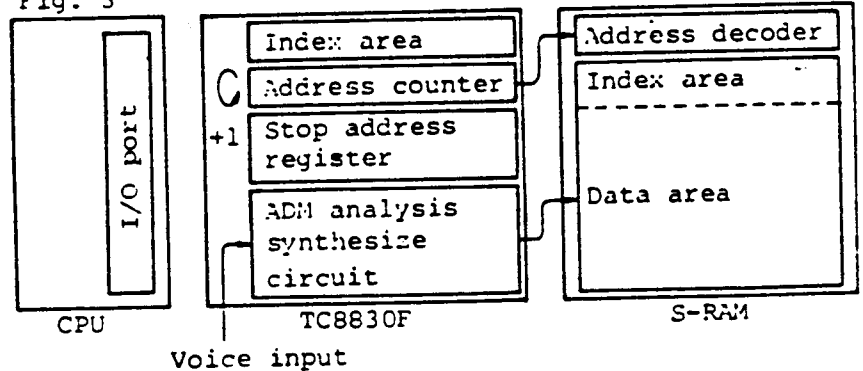 Fig. 3
I/O port
CPU
Index area
Address counter
+1
Stop address
register
ADM analysis
synthesize
circuit
TC8830F
Voice input
Address decoder
Index area
Data area
S-RAM